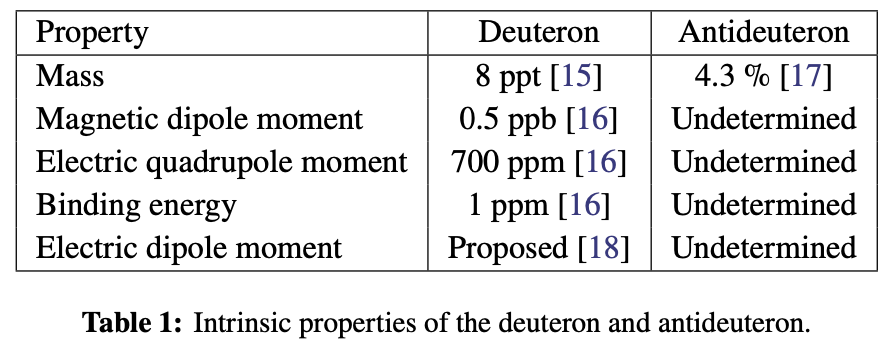 Property Deuteron Antideuteron
Mass 8 ppt [15] 4.3 % [17]
Magnetic dipole moment 0.5 ppb [16] Undetermined
Electric quadrupole moment 700 ppm [16] Undetermined
Binding energy 1 ppm [16] Undetermined
Electric dipole moment Proposed [18] Undetermined
Table 1: Intrinsic properties of the deuteron and antideuteron.